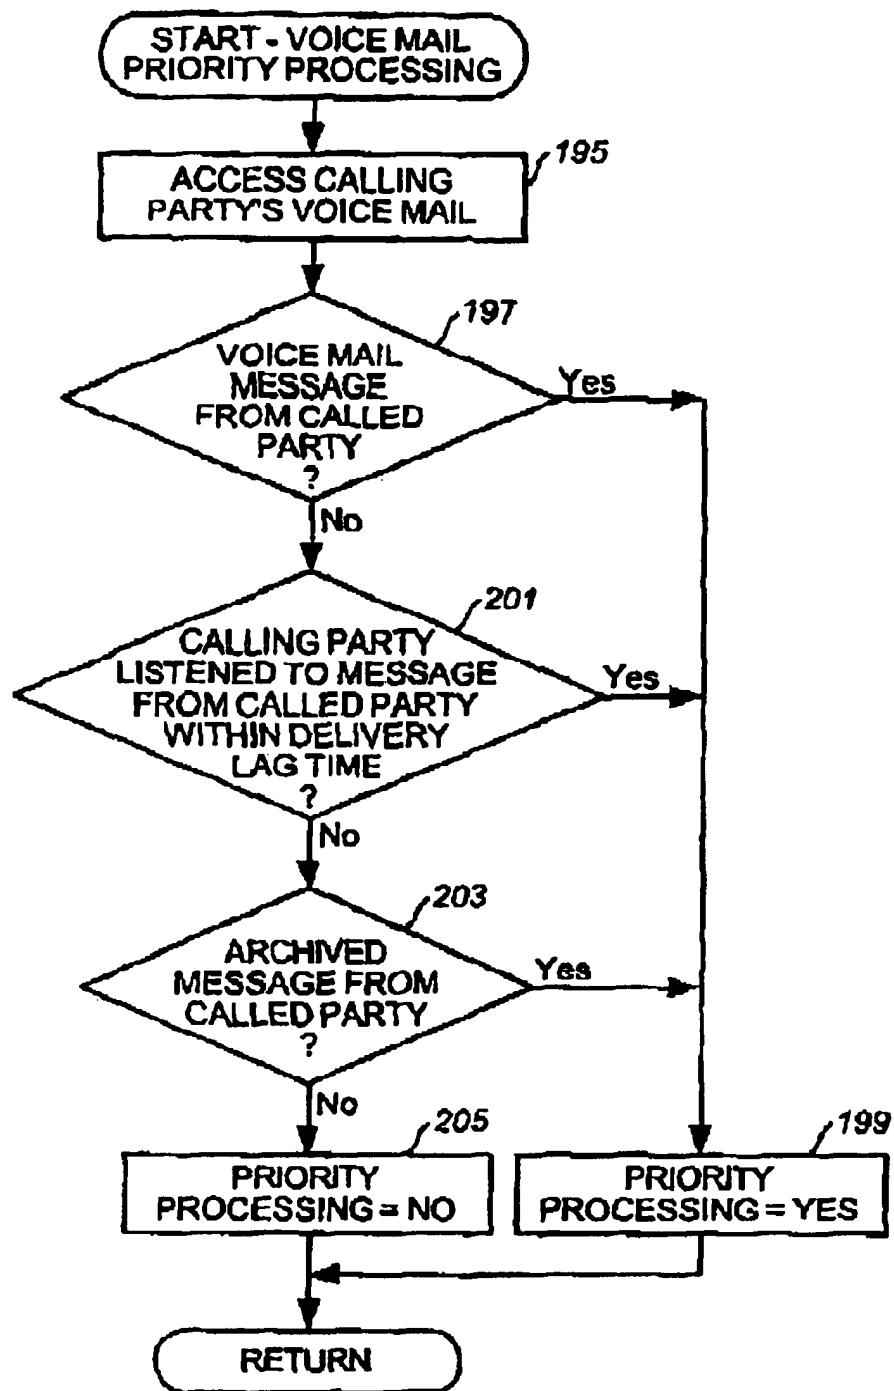 START - VOICE MAIL
PRIORITY PROCESSING
195
ACCESS CALLING
PARTY'S VOICE MAIL
197
VOICE MAIL
MESSAGE
FROM CALLED
PARTY
?
Yes
No
201
CALLING PARTY
LISTENED TO MESSAGE
FROM CALLED PARTY
WITHIN DELIVERY
LAG TIME
?
Yes
No
203
ARCHIVED
MESSAGE FROM
CALLED PARTY
?
Yes
No
205
PRIORITY
PROCESSING = NO
199
PRIORITY
PROCESSING = YES
RETURN